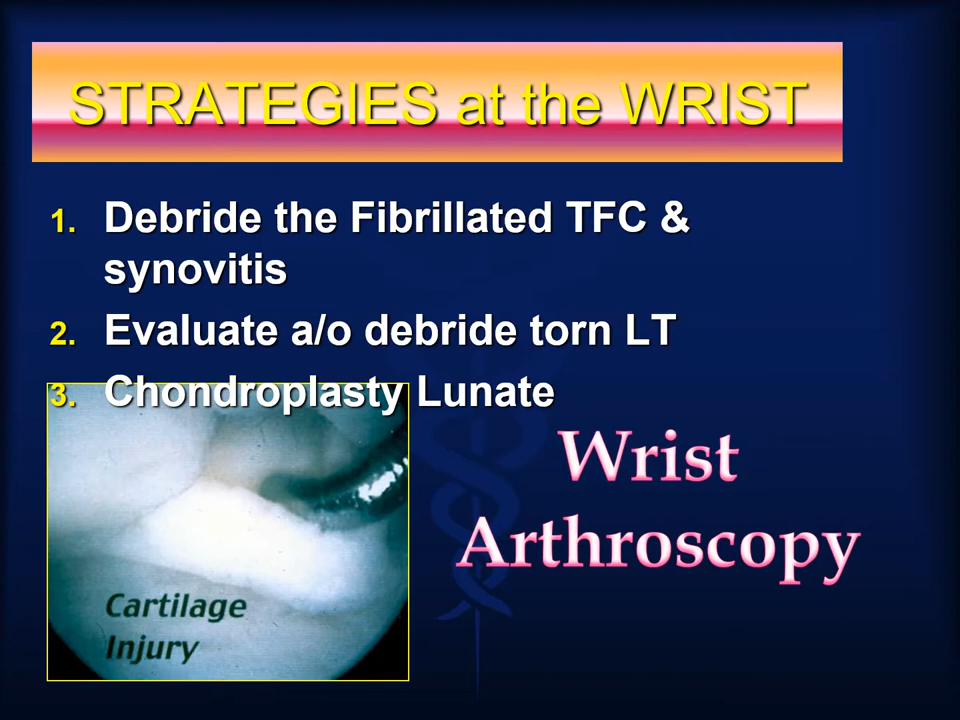 STRATEGIES at the WRIST
1. Debride the Fibrillated TFC &
synovitis
2. Evaluate a/o debride torn LT
3. Chondroplasty Lunate
Wrist
Arthroscopy
Cartilage
Injury